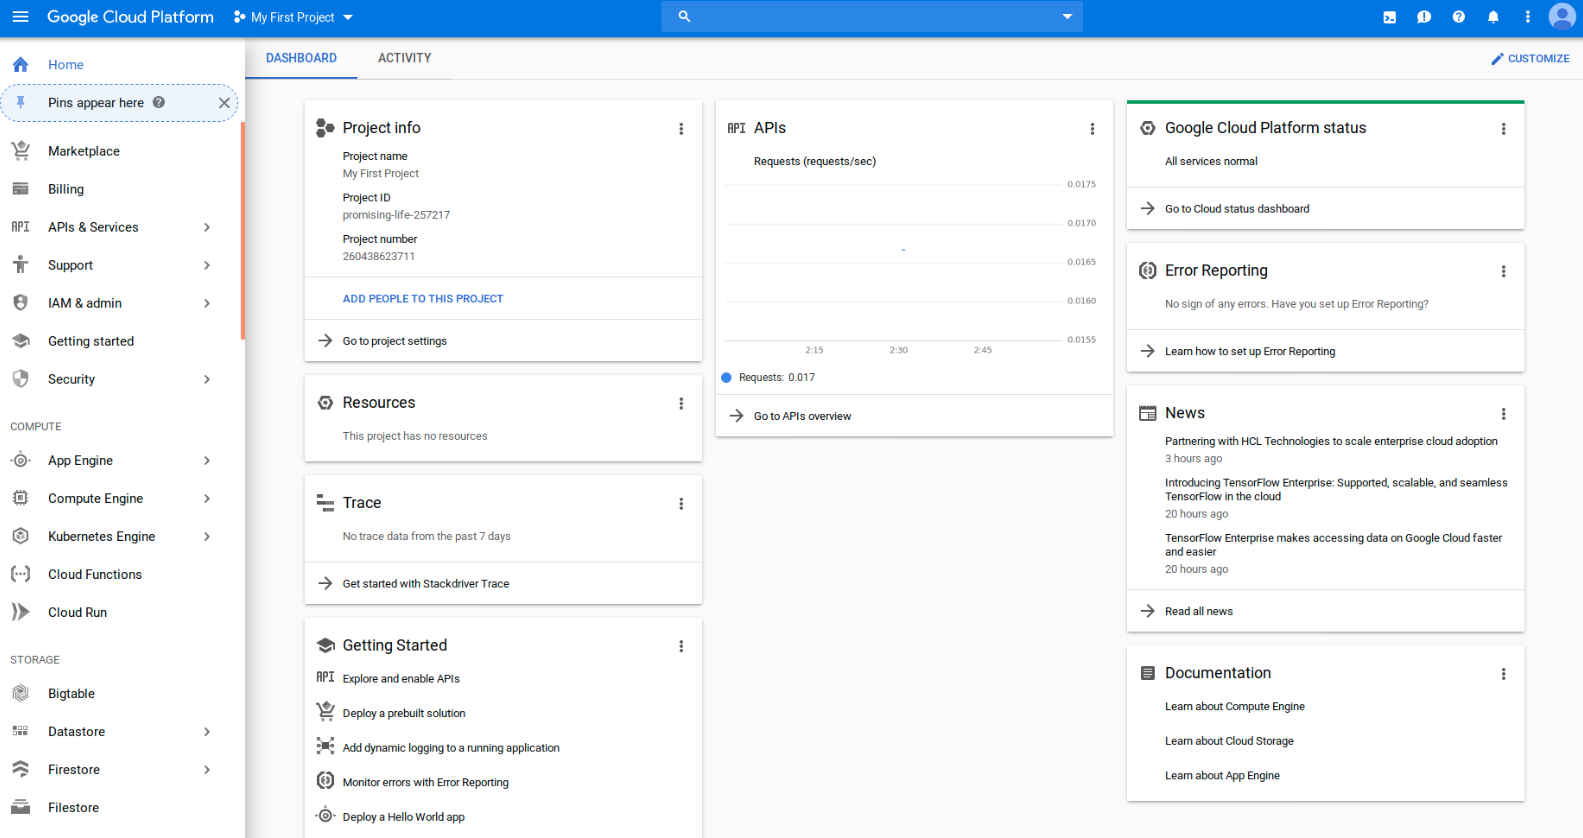 Google Cloud Platform
My First Project
Home
Pins appear here
Marketplace
Billing
API APIs & Services
Support
IAM & admin
Getting started
Security
COMPUTE
App Engine
Compute Engine
Kubernetes Engine
Cloud Functions
Cloud Run
STORAGE
Bigtable
Datastore
Firestore
Filestore
DASHBOARD
ACTIVITY
CUSTOMIZE
Project info
Project name
My First Project
Project ID
promising-life-257217
Project number
260438623711
ADD PEOPLE TO THIS PROJECT
Go to project settings
Resources
This project has no resources
Trace
No trace data from the past 7 days
Get started with Stackdriver Trace
Getting Started
API Explore and enable APIs
Deploy a prebuilt solution
Add dynamic logging to a running application
Monitor errors with Error Reporting
Deploy a Hello World app
API APIs
Requests (requests/sec)
0.0175
0.0170
0.0165
0.0160
0.0155
2:15 2:30 2:45
Requests: 0.017
Go to APIs overview
Google Cloud Platform status
All services normal
Go to Cloud status dashboard
Error Reporting
No sign of any errors. Have you set up Error Reporting?
Learn how to set up Error Reporting
News
Partnering with HCL Technologies to scale enterprise cloud adoption
3 hours ago
Introducing TensorFlow Enterprise: Supported, scalable, and seamless
TensorFlow in the cloud
20 hours ago
TensorFlow Enterprise makes accessing data on Google Cloud faster
and easier
20 hours ago
Read all news
Documentation
Learn about Compute Engine
Learn about Cloud Storage
Learn about App Engine